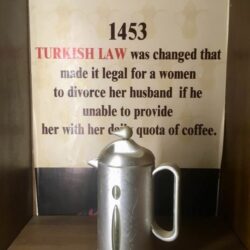 1453
TURKISH LAW was changed that
made it legal for a women
to divorce her husband if he
unable to provide
her with her daily quota of coffee.